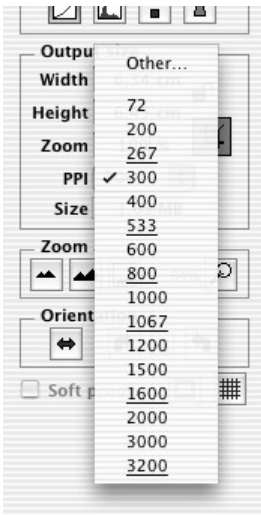 Output size
Other...
Width
72
Height
200
267
Zoom
PPI
✓ 300
400
Size
533
600
Zoom
800
1000
Orient
1067
1200
1500
Soft
1600
2000
3000
3200